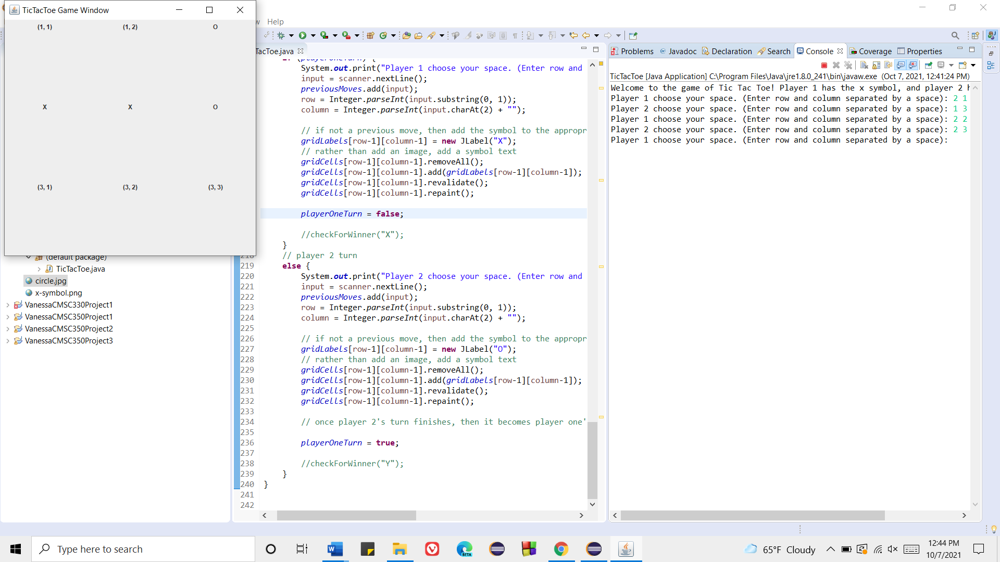 TicTacToe Game Window
(1, 1) (1, 2) O
X X O
(3, 1) (3, 2) (3, 3)
Help
TacToe.java
System.out.print("Player 1 choose your space. (Enter row and
input = scanner.nextLine();
previousMoves.add(input);
row = Integer.parseInt(input.substring(0, 1));
column = Integer.parseInt(input.charAt(2) + "");
// if not a previous move, then add the symbol to the appropr
gridLabels[row-1][column-1] = new JLabel("X");
// rather than add an image, add a symbol text
gridCells[row-1][column-1].removeAll();
gridCells[row-1][column-1].add(gridLabels[row-1][column-1]);
gridCells[row-1][column-1].revalidate();
gridCells[row-1][column-1].repaint();
playerOneTurn = false;
//checkForWinner("X");
}
// player 2 turn
219 else {
220 System.out.print("Player 2 choose your space. (Enter row and
221 input = scanner.nextLine();
222 previousMoves.add(input);
223 row = Integer.parseInt(input.substring(0, 1));
224 column = Integer.parseInt(input.charAt(2) + "");
225
226 // if not a previous move, then add the symbol to the appropr
227 gridLabels[row-1][column-1] = new JLabel("O");
228 // rather than add an image, add a symbol text
229 gridCells[row-1][column-1].removeAll();
230 gridCells[row-1][column-1].add(gridLabels[row-1][column-1]);
231 gridCells[row-1][column-1].revalidate();
232 gridCells[row-1][column-1].repaint();
233
234 // once player 2's turn finishes, then it becomes player one'
235
236 playerOneTurn = true;
237
238 //checkForWinner("Y");
239 }
240 }
241
242
(default package)
TicTacToe.java
circle.jpg
x-symbol.png
VanessaCMSC330Project1
VanessaCMSC350Project1
VanessaCMSC350Project2
VanessaCMSC350Project3
Problems @ Javadoc Declaration Search Console Coverage Properties
TicTacToe [Java Application] C:\Program Files\Java\jre1.8.0_241\bin\javaw.exe (Oct 7, 2021, 12:41:24 PM)
Welcome to the game of Tic Tac Toe! Player 1 has the x symbol, and player 2 h
Player 1 choose your space. (Enter row and column separated by a space): 2 1
Player 2 choose your space. (Enter row and column separated by a space): 1 3
Player 1 choose your space. (Enter row and column separated by a space): 2 2
Player 2 choose your space. (Enter row and column separated by a space): 2 3
Player 1 choose your space. (Enter row and column separated by a space):
Type here to search
BETA
65°F Cloudy
12:44 PM
10/7/2021